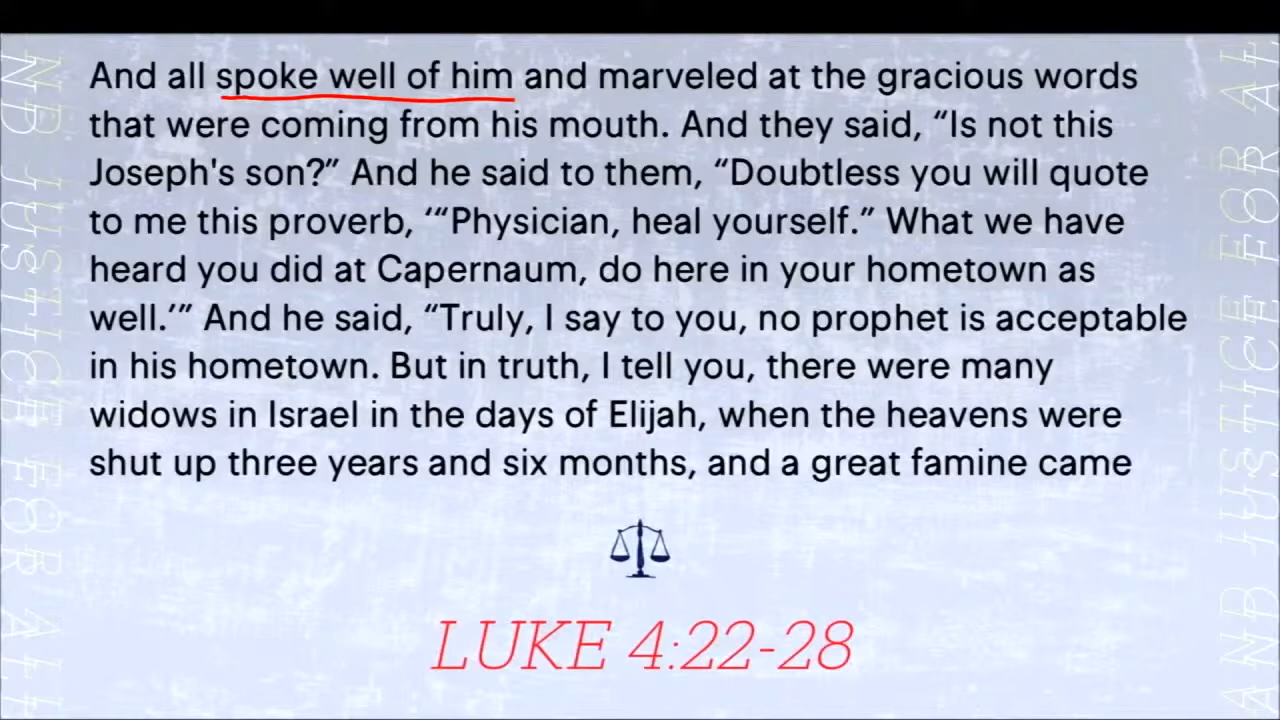 And all spoke well of him and marveled at the gracious words
that were coming from his mouth. And they said, “Is not this
Joseph's son?” And he said to them, “Doubtless you will quote
to me this proverb, ‘“Physician, heal yourself.” What we have
heard you did at Capernaum, do here in your hometown as
well.’” And he said, “Truly, I say to you, no prophet is acceptable
in his hometown. But in truth, I tell you, there were many
widows in Israel in the days of Elijah, when the heavens were
shut up three years and six months, and a great famine came
LUKE 4:22-28
AND JUSTICE FOR AL